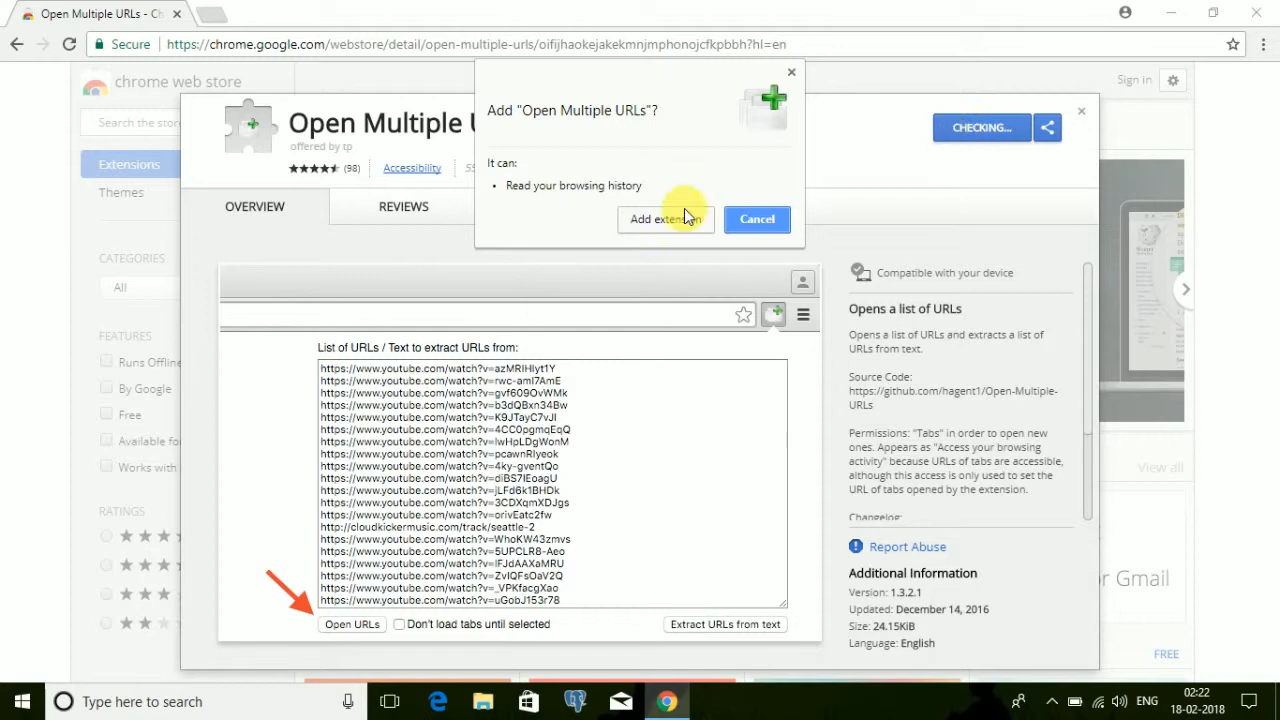 Open Multiple URLs - Ch
Secure
https://chrome.google.com/webstore/detail/open-multiple-urls/oifijhaokejakekmnjmphonojcfkpbbh?hl=en
chrome web store
Sign in
Search the stor
Extensions
Themes
CATEGORIES
All
FEATURES
Runs Offlin
By Google
Free
Available fo
Works with
RATINGS
Open Multiple U
offered by tp
(98)
Accessibility
CHECKING...
OVERVIEW
REVIEWS
Add "Open Multiple URLs"?
It can:
• Read your browsing history
Add extension
Cancel
List of URLs / Text to extract URLs from:
https://www.youtube.com/watch?v=azMRIHlyt1Y
https://www.youtube.com/watch?v=rwc-aml7AmE
https://www.youtube.com/watch?v=gvf609OvWMk
https://www.youtube.com/watch?v=b3dQBxn34Bw
https://www.youtube.com/watch?v=K9JTayC7vJI
https://www.youtube.com/watch?v=4CC0pgmqEqQ
https://www.youtube.com/watch?v=lwHpLDgWonM
https://www.youtube.com/watch?v=pcawnRIyeok
https://www.youtube.com/watch?v=4ky-gventQo
https://www.youtube.com/watch?v=diBS7IEoagU
https://www.youtube.com/watch?v=jLFd6k1BHDk
https://www.youtube.com/watch?v=3CDXqmXDJgs
https://www.youtube.com/watch?v=orivEatc2fw
http://cloudkickermusic.com/track/seattle-2
https://www.youtube.com/watch?v=WhoKW43zmvs
https://www.youtube.com/watch?v=5UPCLR8-Aeo
https://www.youtube.com/watch?v=lFJdAAXaMRU
https://www.youtube.com/watch?v=ZvIQFsOaV2Q
https://www.youtube.com/watch?v=_VPKfacgXao
https://www.youtube.com/watch?v=uGobJ153r78
Open URLs
Don't load tabs until selected
Extract URLs from text
Compatible with your device
Opens a list of URLs
Opens a list of URLs and extracts a list of
URLs from text.
Source Code:
https://github.com/hagent1/Open-Multiple-
URLs
Permissions: "Tabs" in order to open new
ones. Appears as "Access your browsing
activity" because URLs of tabs are accessible,
although this access is only used to set the
URL of tabs opened by the extension.
Changelog:
Report Abuse
Additional Information
Version: 1.3.2.1
Updated: December 14, 2016
Size: 24.15KiB
Language: English
View all
or Gmail
FREE
Type here to search
ENG
02:22
18-02-2018